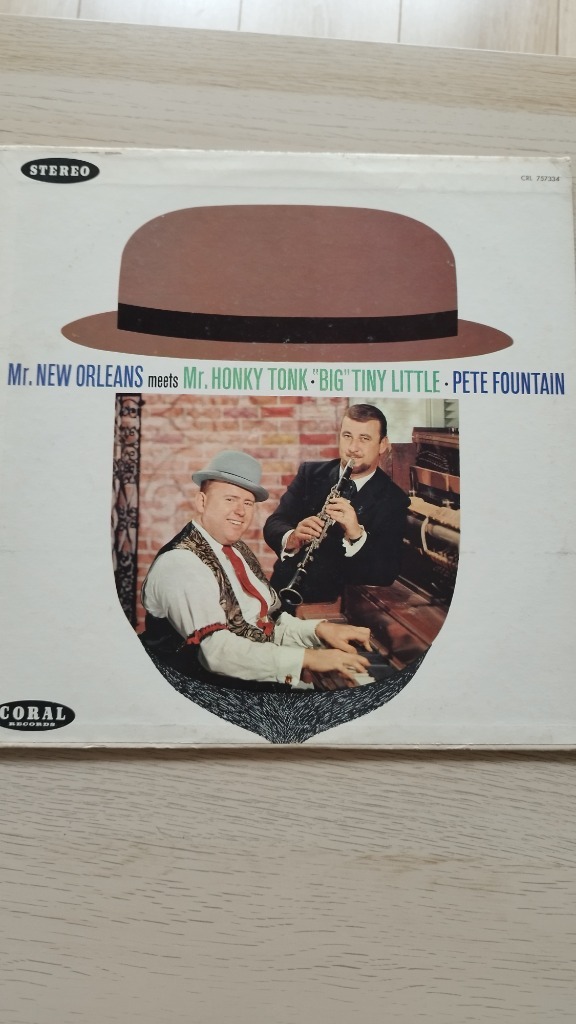 STEREO
CRL 757334
Mr. NEW ORLEANS meets Mr. HONKY TONK · "BIG" TINY LITTLE · PETE FOUNTAIN
CORAL
RECORDS